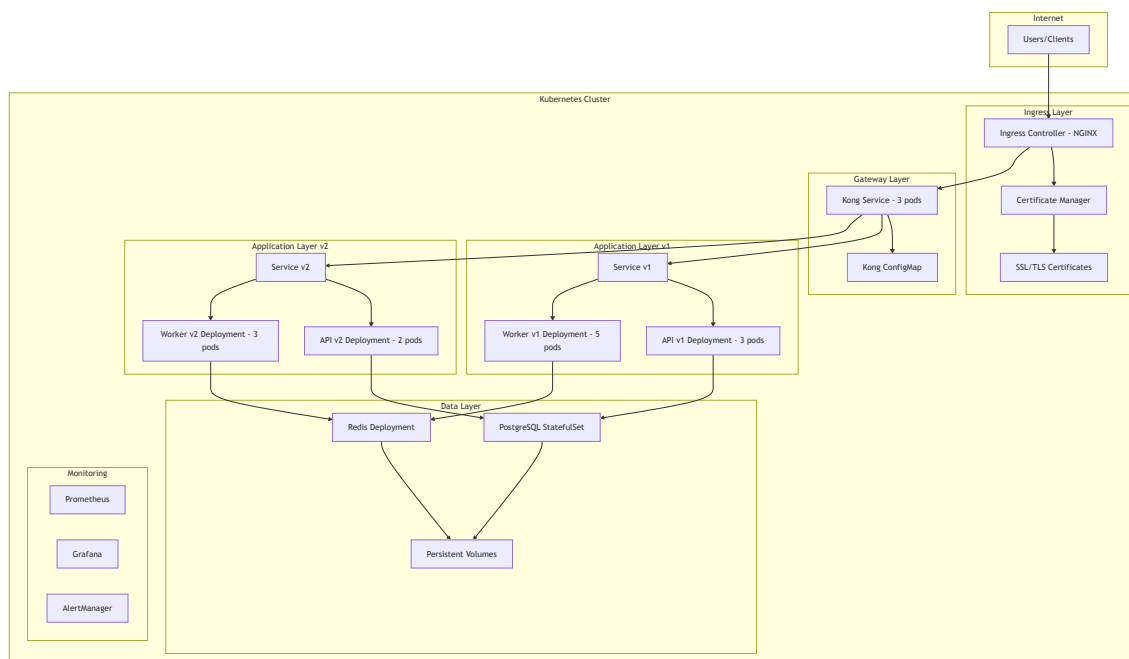 Internet
Users/Clients
Kubernetes Cluster
Ingress Layer
Ingress Controller - NGINX
Gateway Layer
Kong Service - 3 pods
Certificate Manager
Application Layer v2
Application Layer v1
Service v2
Service v1
Kong ConfigMap
SSL/TLS Certificates
Worker v2 Deployment - 3
pods
API v2 Deployment - 2 pods
Worker v1 Deployment - 5
pods
API v1 Deployment - 3 pods
Data Layer
Redis Deployment
PostgreSQL StatefulSet
Persistent Volumes
Monitoring
Prometheus
Grafana
AlertManager